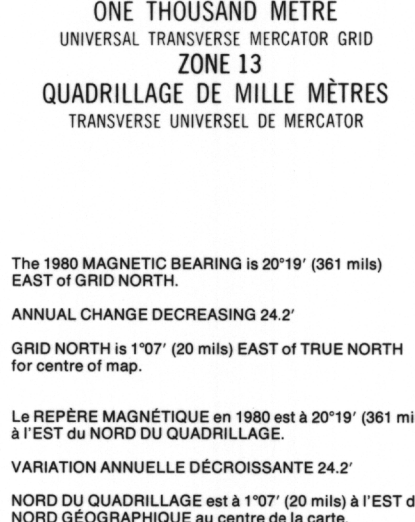 ONE THOUSAND METRE
UNIVERSAL TRANSVERSE MERCATOR GRID
ZONE 13
QUADRILLAGE DE MILLE MÈTRES
TRANSVERSE UNIVERSEL DE MERCATOR
The 1980 MAGNETIC BEARING is 20°19′ (361 mils)
EAST of GRID NORTH.
ANNUAL CHANGE DECREASING 24.2′
GRID NORTH is 1°07′ (20 mils) EAST of TRUE NORTH
for centre of map.
Le REPÈRE MAGNÉTIQUE en 1980 est à 20°19′ (361 mi
à l'EST du NORD DU QUADRILLAGE.
VARIATION ANNUELLE DÉCROISSANTE 24.2′
NORD DU QUADRILLAGE est à 1°07′ (20 mils) à l'EST d
NORD GÉOGRAPHIQUE au centre de la carte.